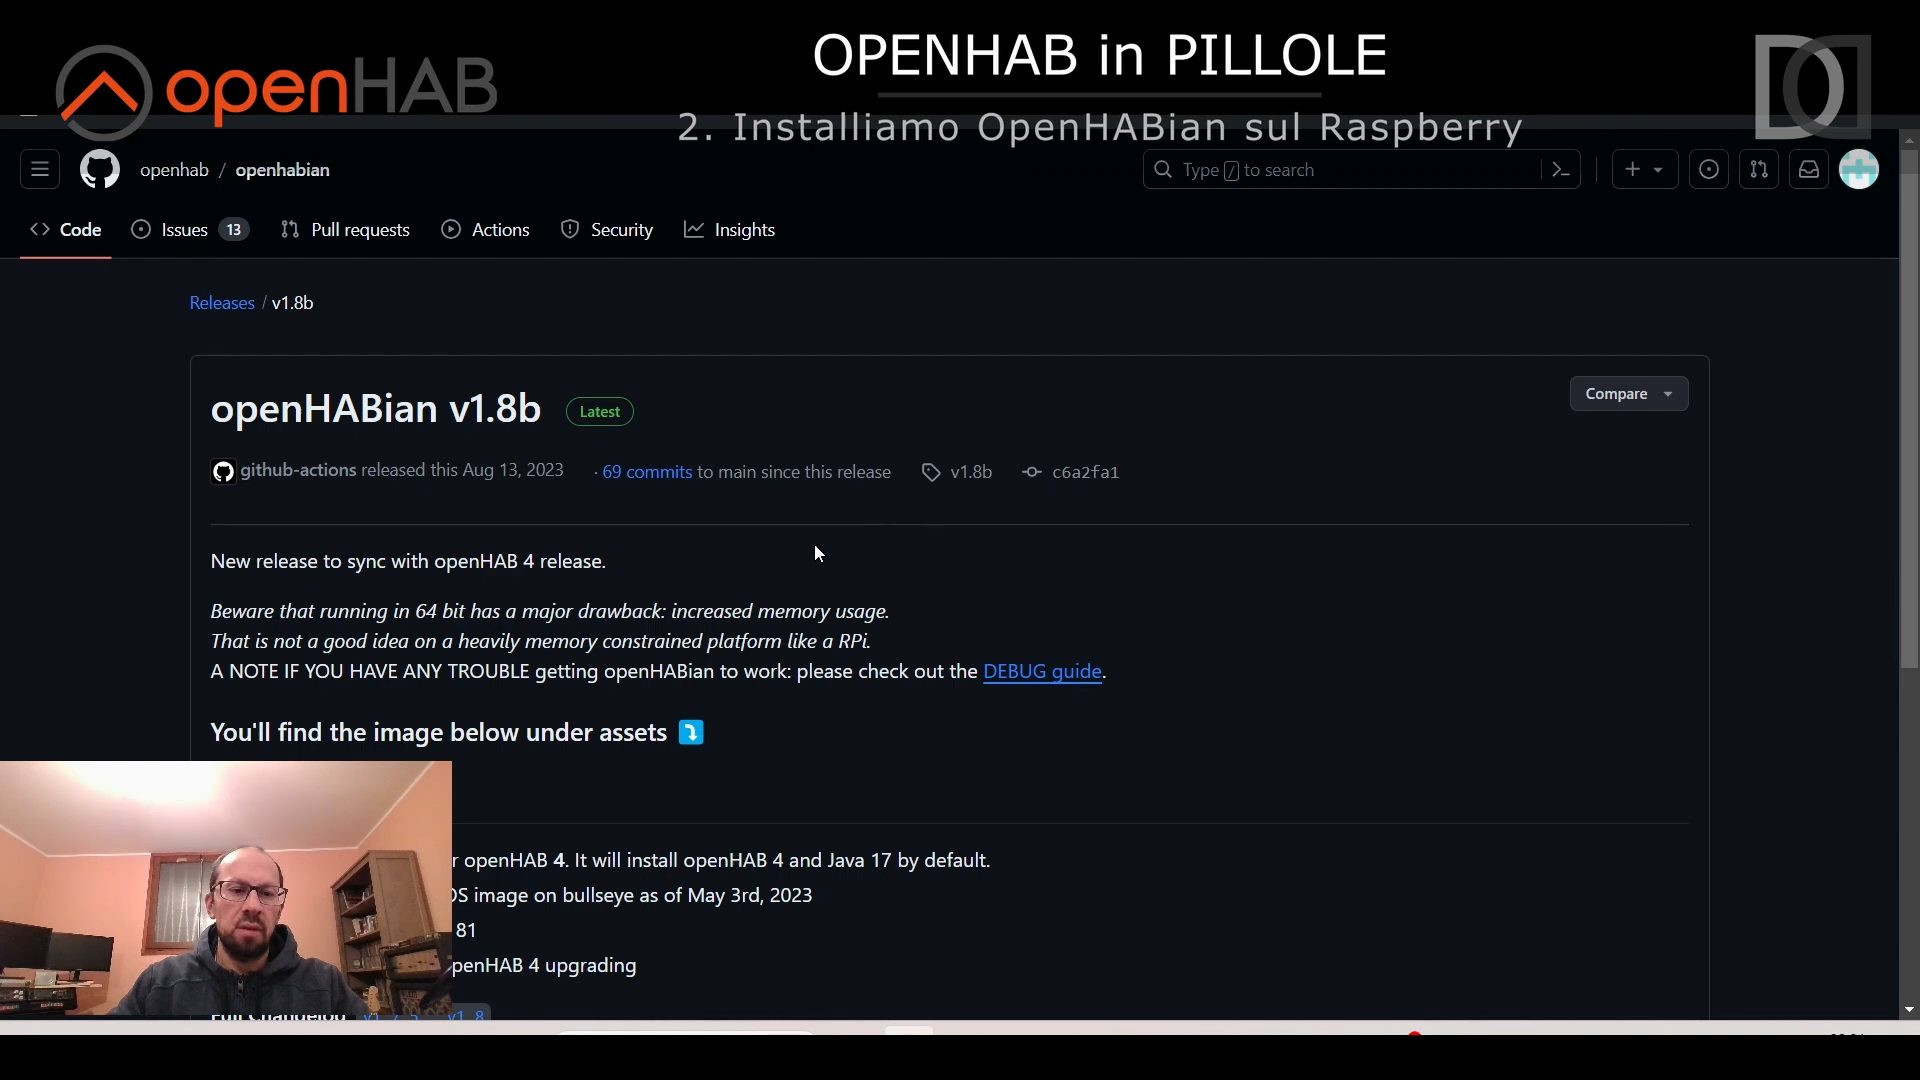 openHAB
OPENHAB in PILLOLE
2. Installiamo OpenHABian sul Raspberry
openhab / openhabian
Type / to search
Code
Issues 13
Pull requests
Actions
Security
Insights
Releases / v1.8b
openHABian v1.8b Latest
Compare
github-actions released this Aug 13, 2023 · 69 commits to main since this release v1.8b c6a2fa1
New release to sync with openHAB 4 release.
Beware that running in 64 bit has a major drawback: increased memory usage.
That is not a good idea on a heavily memory constrained platform like a RPi.
A NOTE IF YOU HAVE ANY TROUBLE getting openHABian to work: please check out the DEBUG guide.
You'll find the image below under assets
openHAB 4. It will install openHAB 4 and Java 17 by default.
image on bullseye as of May 3rd, 2023
81
penHAB 4 upgrading
Full Changelog